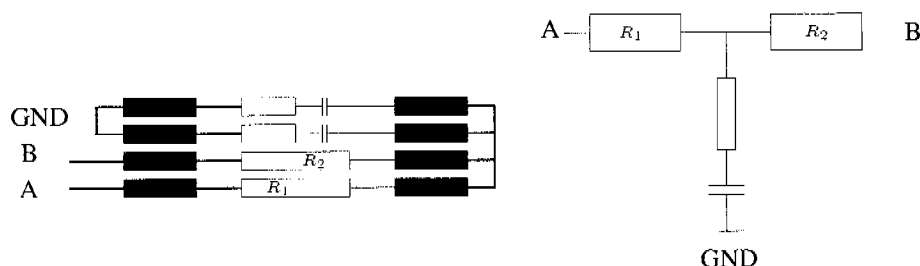 A R₁ R₂ B
GND
B R₂
A R₁
GND